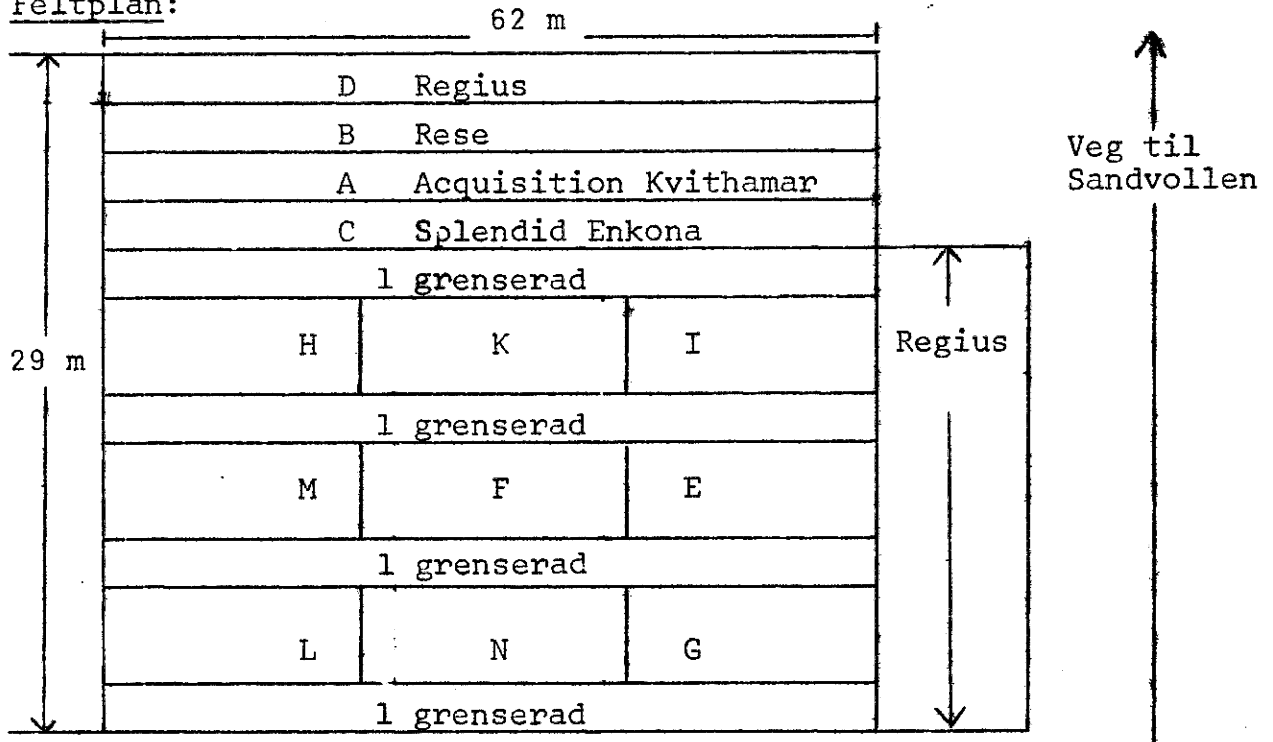 Feltplan:
62 m
D Regius
B Rese
Veg til
Sandvollen
A Acquisition Kvithamar
C Splendid Enkona
1 grenserad
H K I
Regius
29 m
1 grenserad
M F E
1 grenserad
L N G
1 grenserad